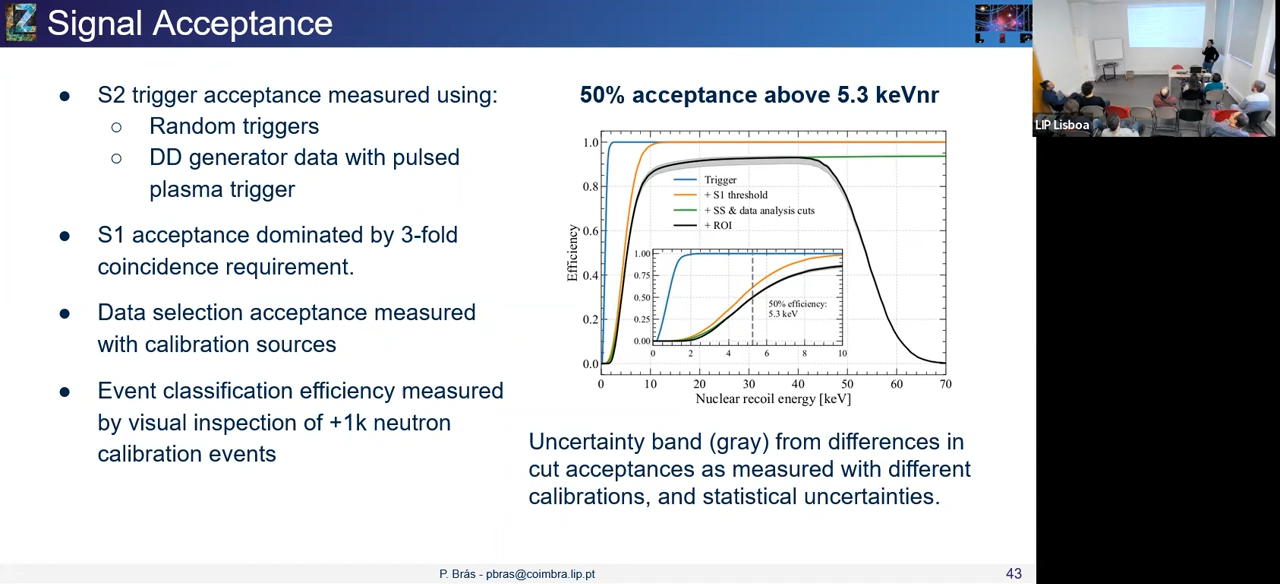 LZ
Signal Acceptance
● S2 trigger acceptance measured using:
○ Random triggers
○ DD generator data with pulsed
plasma trigger
● S1 acceptance dominated by 3-fold
coincidence requirement.
● Data selection acceptance measured
with calibration sources
● Event classification efficiency measured
by visual inspection of +1k neutron
calibration events
50% acceptance above 5.3 keVnr
Efficiency
1.0
0.8
0.6
0.4
0.2
0.0
Trigger
+ S1 threshold
+ SS & data analysis cuts
+ ROI
1.00
0.75
0.50
0.25
0.00
50% efficiency:
5.3 keV
0 2 4 6 8 10
0 10 20 30 40 50 60 70
Nuclear recoil energy [keV]
Uncertainty band (gray) from differences in
cut acceptances as measured with different
calibrations, and statistical uncertainties.
P. Brás - pbras@coimbra.lip.pt
43
LIP Lisboa